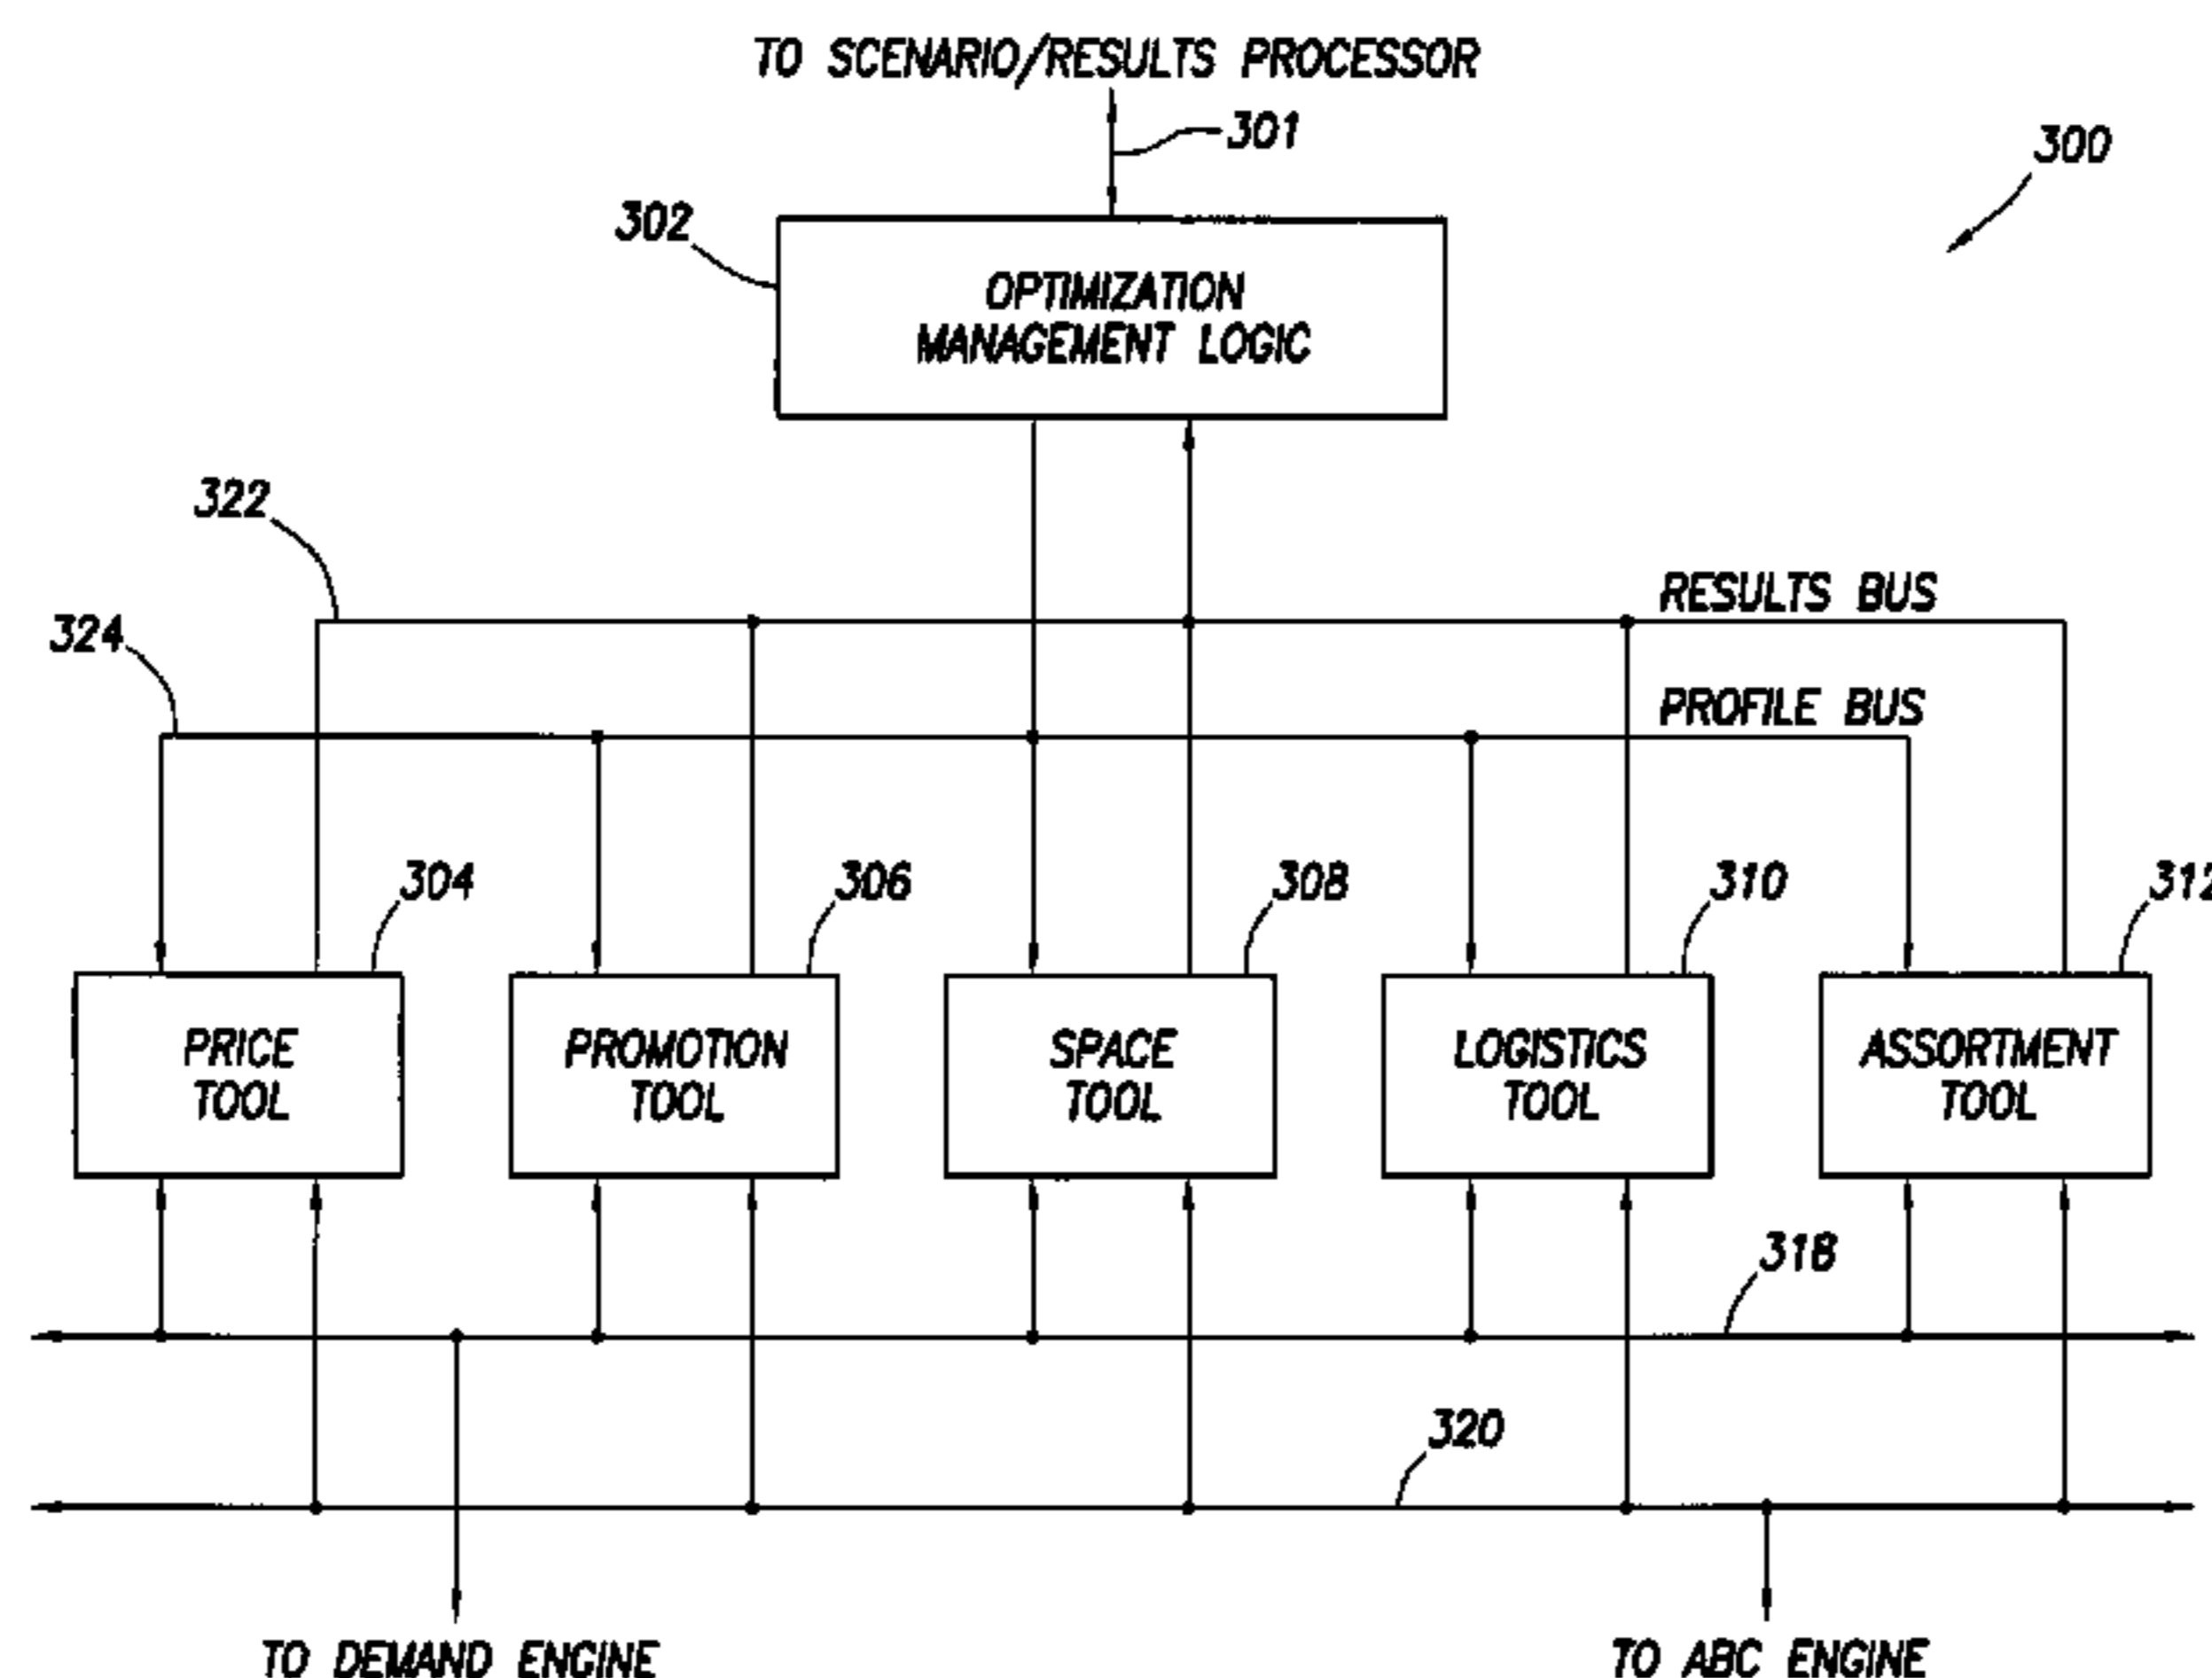 TO SCENARIO/RESULTS PROCESSOR
301
300
302
OPTIMIZATION
MANAGEMENT LOGIC
322
RESULTS BUS
324
PROFILE BUS
304
306
308
310
312
PRICE
TOOL
PROMOTION
TOOL
SPACE
TOOL
LOGISTICS
TOOL
ASSORTMENT
TOOL
318
320
TO DEMAND ENGINE
TO ABC ENGINE